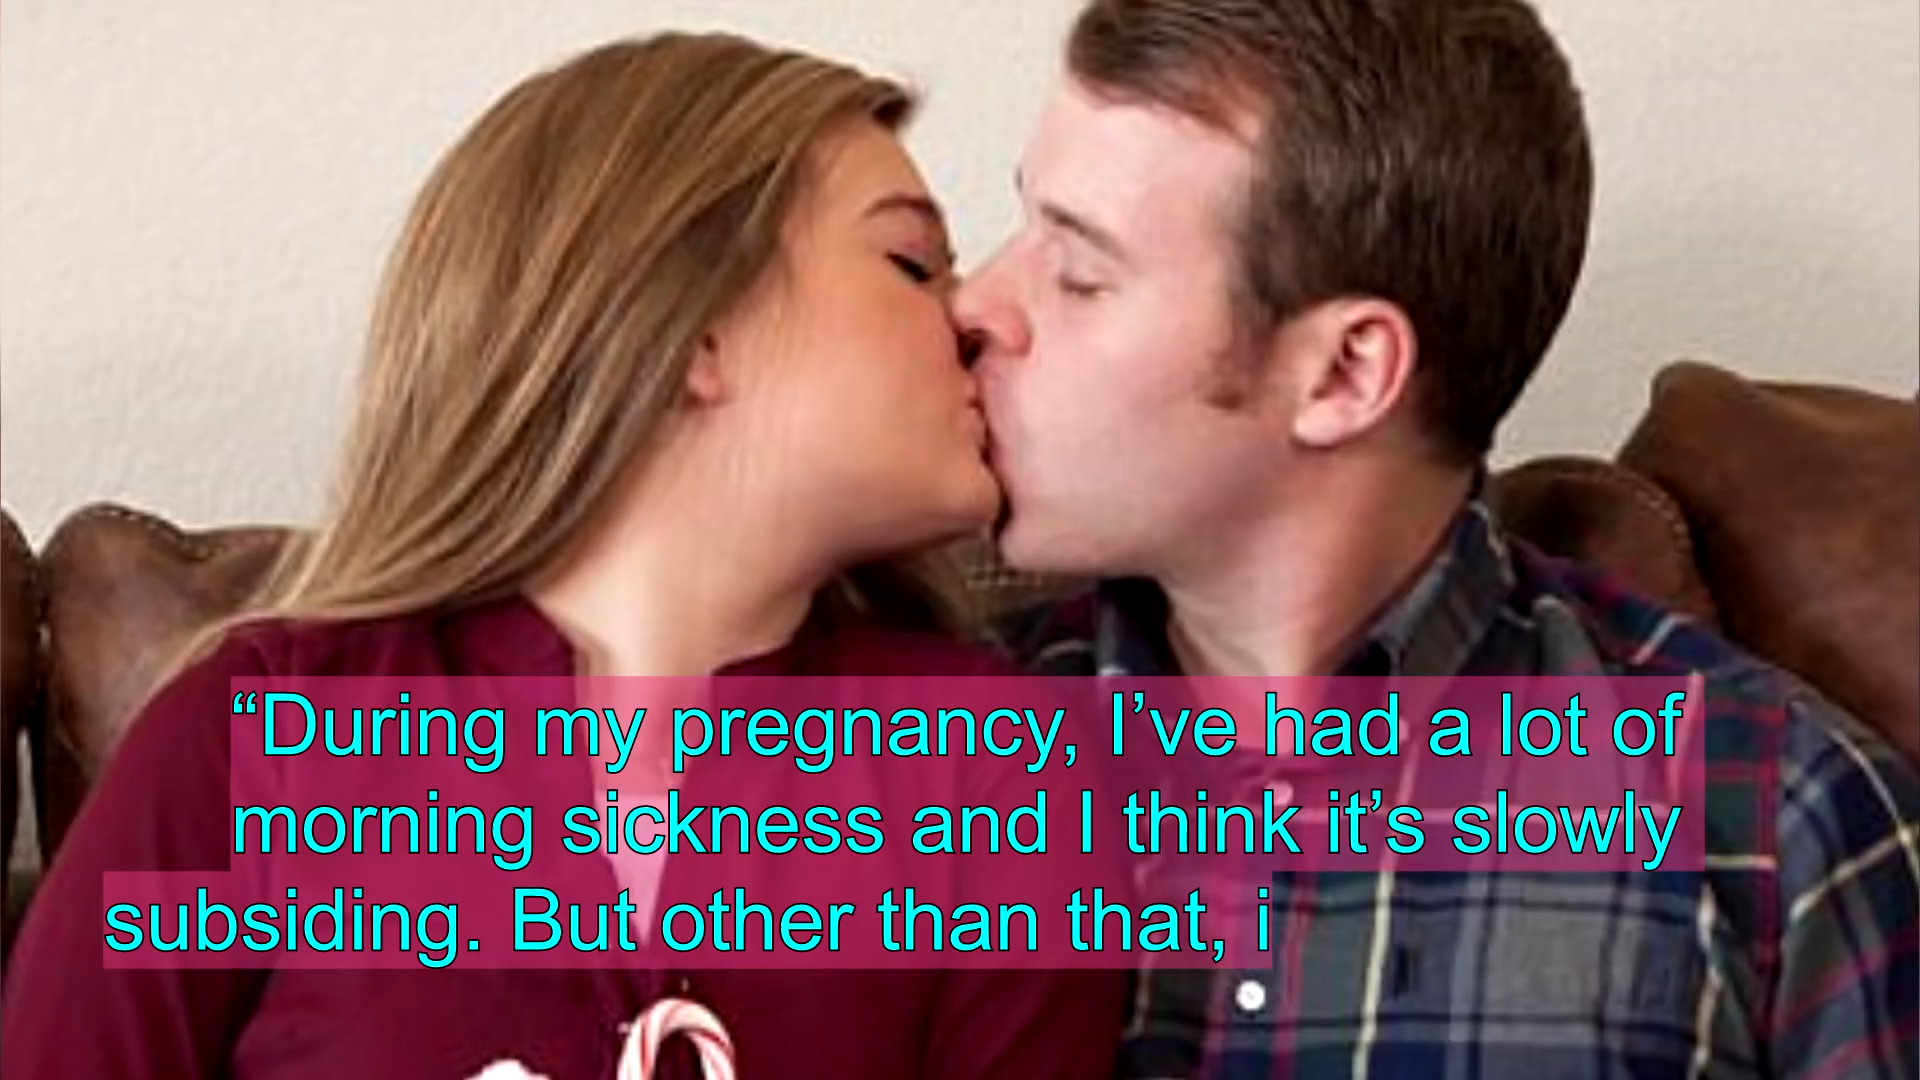 “During my pregnancy, I’ve had a lot of
morning sickness and I think it’s slowly
subsiding. But other than that, i